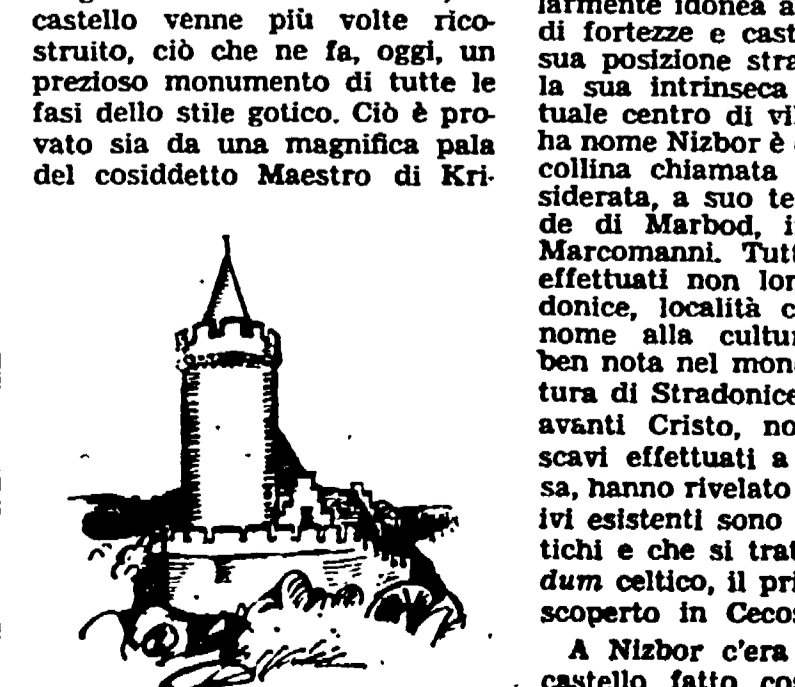 castello venne più volte rico-
struito, ciò che ne fa, oggi, un
prezioso monumento di tutte le
fasi dello stile gotico. Ciò è pro-
vato sia da una magnifica pala
del cosiddetto Maestro di Kri-
larmente idonea a
di fortezze e cast
sua posizione stra
la sua intrinseca
tuale centro di vil
ha nome Nizbor è
collina chiamata
siderata, a suo te
de di Marbod, i
Marcomanni. Tutt
effettuati non lon
donice, località c
nome alla cultu
ben nota nel mon
tura di Stradonice
avanti Cristo, no
scavi effettuati a
sa, hanno rivelato
ivi esistenti sono
tichi e che si trat
dum celtico, il pri
scoperto in Cecos
A Nizbor c'era
castello fatto cos